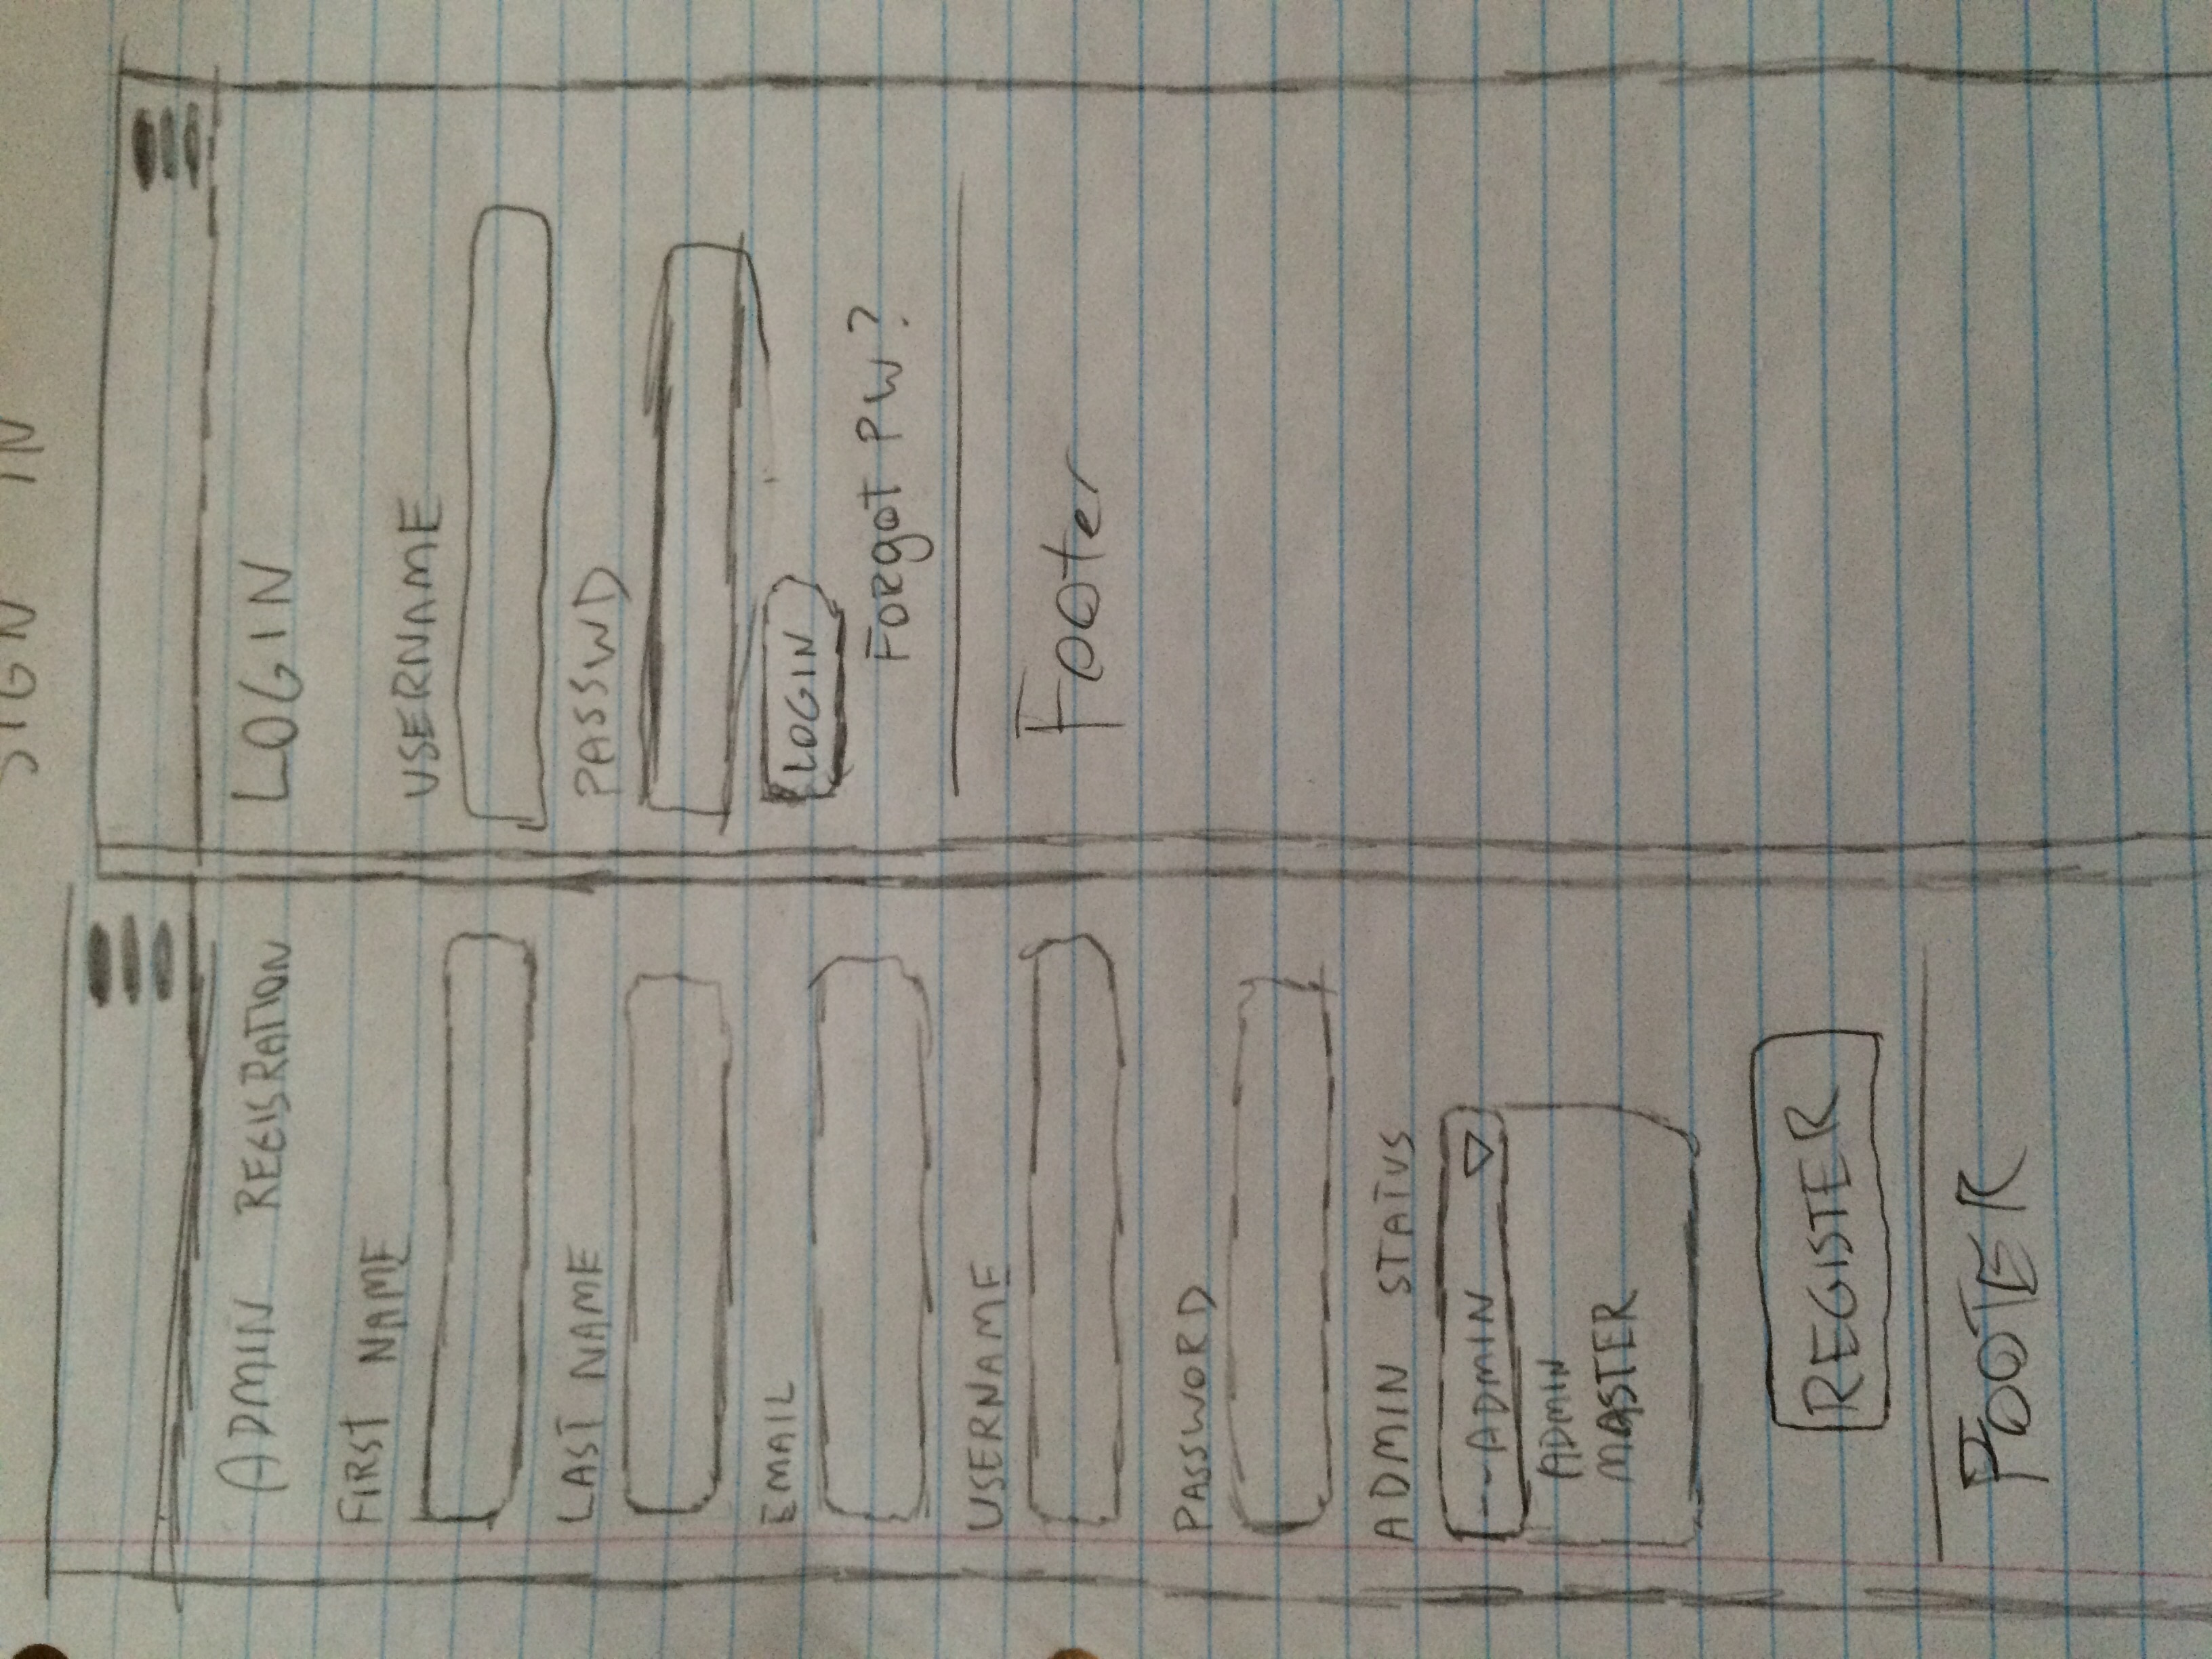 SIGN IN
ADMIN REGISRATION
FIRST NAME
LAST NAME
EMAIL
USERNAME
PASSWORD
ADMIN STATUS
--ADMIN
ADMIN
MASTER
REGISTER
FOOTER
LOGIN
USERNAME
PASSWD
LOGIN
FORgOT PW?
Footer